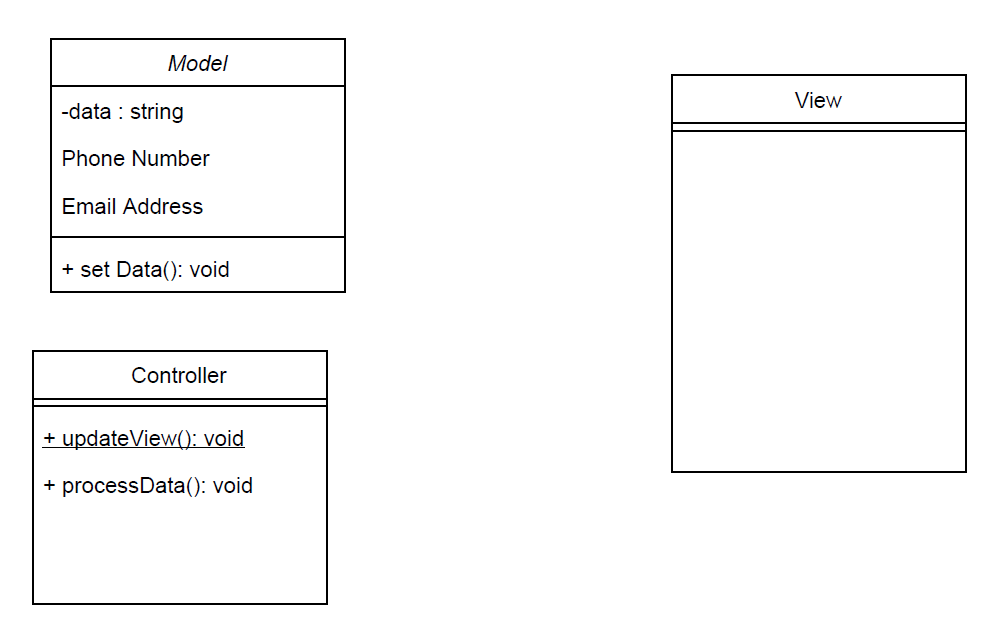 Model
-data : string
Phone Number
Email Address
+ set Data(): void
View
Controller
+ updateView(): void
+ processData(): void